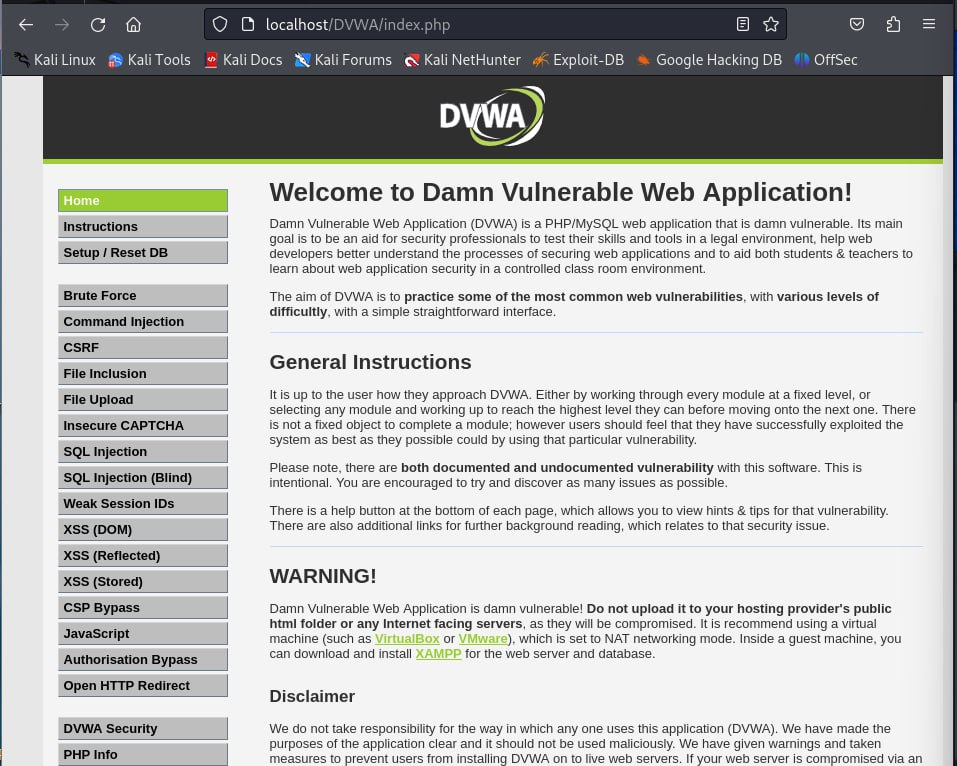 localhost/DVWA/index.php
Kali Linux Kali Tools Kali Docs Kali Forums Kali NetHunter Exploit-DB Google Hacking DB OffSec
DVWA
Home
Instructions
Setup / Reset DB
Brute Force
Command Injection
CSRF
File Inclusion
File Upload
Insecure CAPTCHA
SQL Injection
SQL Injection (Blind)
Weak Session IDs
XSS (DOM)
XSS (Reflected)
XSS (Stored)
CSP Bypass
JavaScript
Authorisation Bypass
Open HTTP Redirect
DVWA Security
PHP Info
Welcome to Damn Vulnerable Web Application!
Damn Vulnerable Web Application (DVWA) is a PHP/MySQL web application that is damn vulnerable. Its main
goal is to be an aid for security professionals to test their skills and tools in a legal environment, help web
developers better understand the processes of securing web applications and to aid both students & teachers to
learn about web application security in a controlled class room environment.
The aim of DVWA is to practice some of the most common web vulnerabilities, with various levels of
difficultly, with a simple straightforward interface.
General Instructions
It is up to the user how they approach DVWA. Either by working through every module at a fixed level, or
selecting any module and working up to reach the highest level they can before moving onto the next one. There
is not a fixed object to complete a module; however users should feel that they have successfully exploited the
system as best as they possible could by using that particular vulnerability.
Please note, there are both documented and undocumented vulnerability with this software. This is
intentional. You are encouraged to try and discover as many issues as possible.
There is a help button at the bottom of each page, which allows you to view hints & tips for that vulnerability.
There are also additional links for further background reading, which relates to that security issue.
WARNING!
Damn Vulnerable Web Application is damn vulnerable! Do not upload it to your hosting provider's public
html folder or any Internet facing servers, as they will be compromised. It is recommend using a virtual
machine (such as VirtualBox or VMware), which is set to NAT networking mode. Inside a guest machine, you
can download and install XAMPP for the web server and database.
Disclaimer
We do not take responsibility for the way in which any one uses this application (DVWA). We have made the
purposes of the application clear and it should not be used maliciously. We have given warnings and taken
measures to prevent users from installing DVWA on to live web servers. If your web server is compromised via an